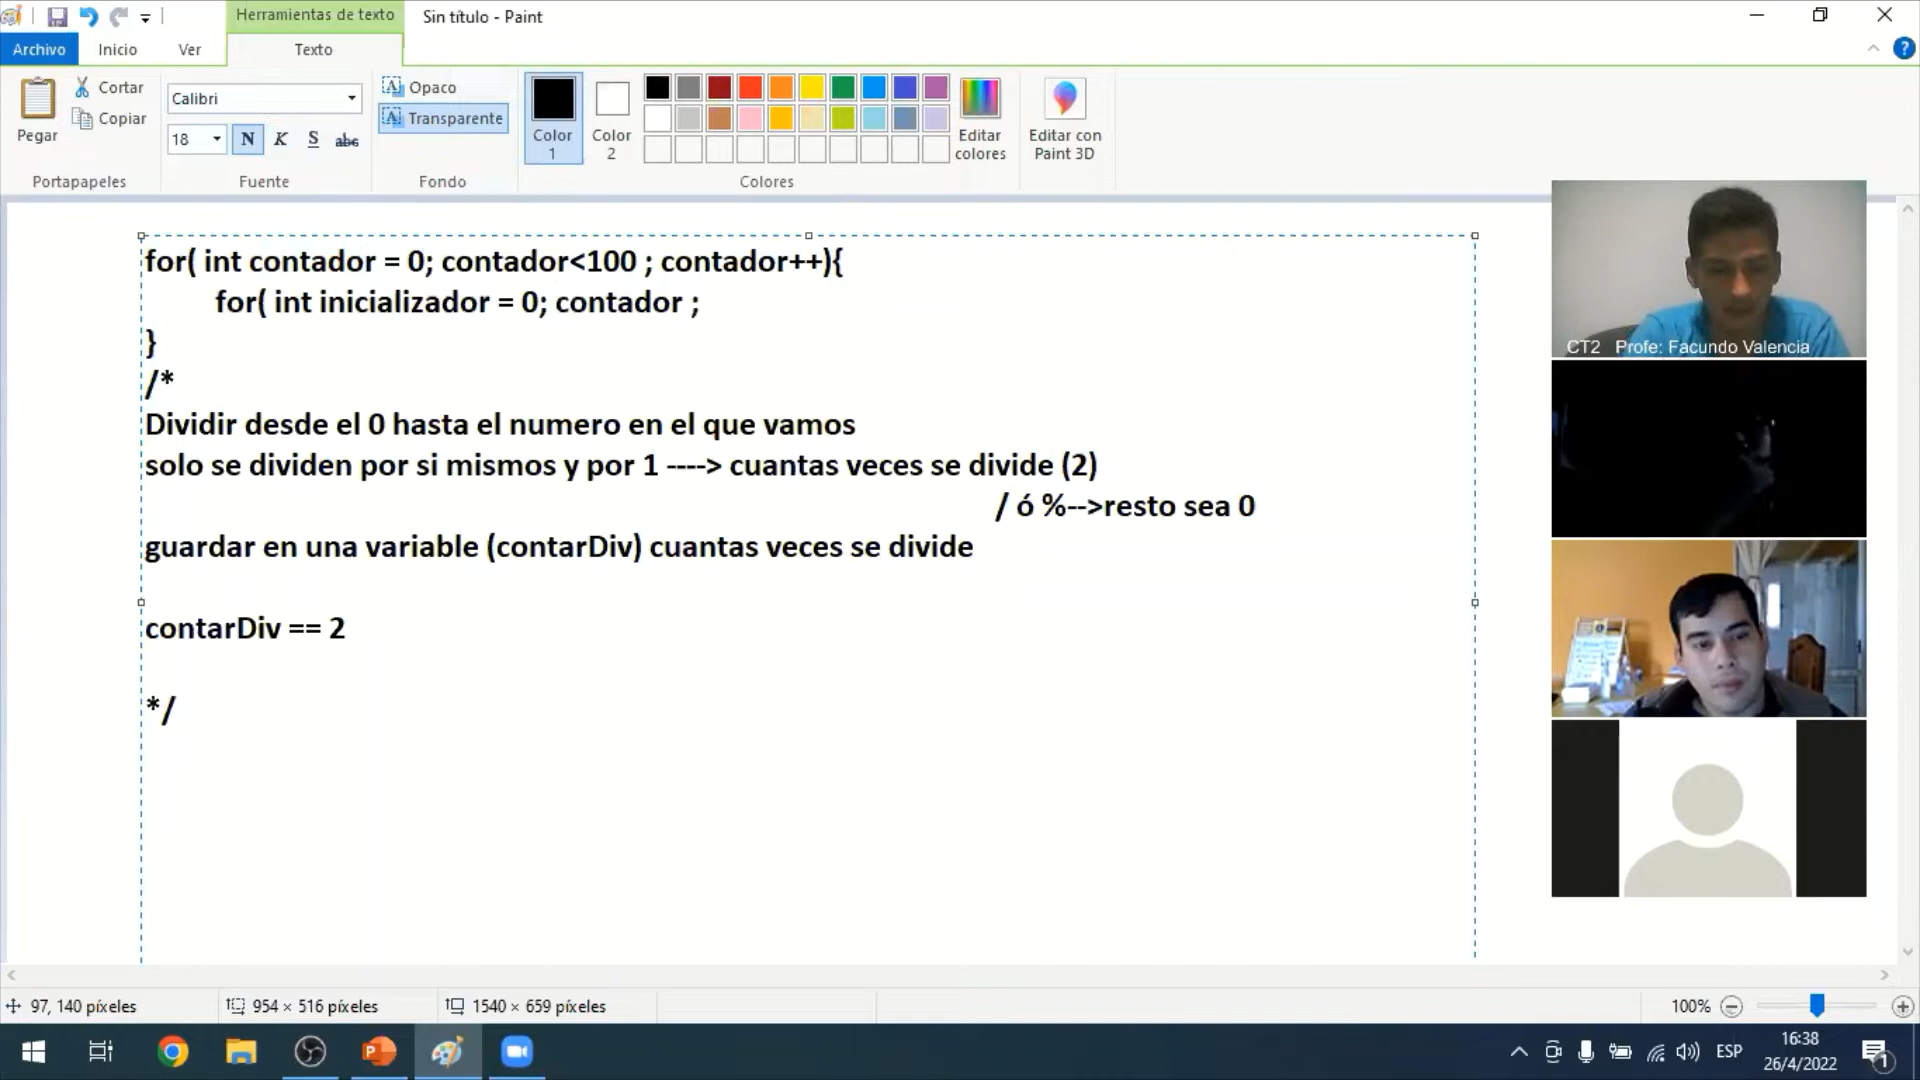 Herramientas de texto
Sin título - Paint
Archivo
Inicio
Ver
Texto
Pegar
Cortar
Copiar
Portapapeles
Calibri
18
N
K
S
abc
Fuente
Opaco
Transparente
Fondo
Color
1
Color
2
Editar
colores
Colores
Editar con
Paint 3D
for( int contador = 0; contador<100 ; contador++){
for( int inicializador = 0; contador ;
}
/*
Dividir desde el 0 hasta el numero en el que vamos
solo se dividen por si mismos y por 1 ----> cuantas veces se divide (2)
/ ó %-->resto sea 0
guardar en una variable (contarDiv) cuantas veces se divide
contarDiv == 2
*/
CT2 Profe: Facundo Valencia
97, 140 píxeles
954 × 516 píxeles
1540 × 659 píxeles
100%
ESP
16:38
26/4/2022
1